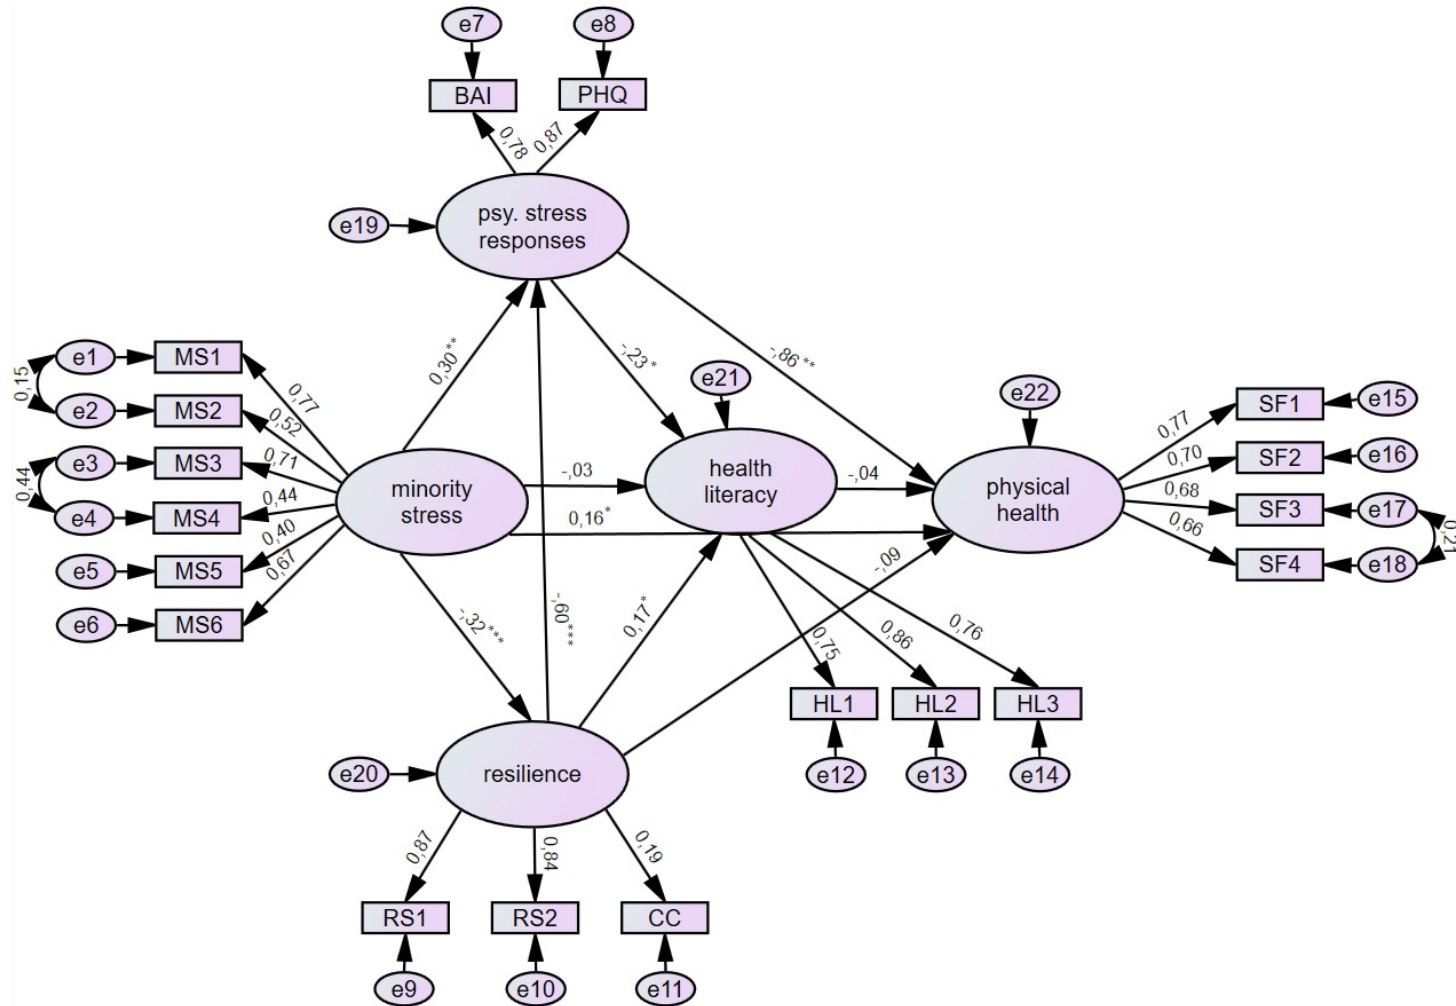 e7
e8
BAI
PHQ
0,78
0,87
e19
psy. stress
responses
0,30**
-,23*
-,86**
e21
e22
0,15
e1
MS1
e2
MS2
0,44
e3
MS3
e4
MS4
e5
MS5
e6
MS6
0,77
0,52
0,71
0,44
0,40
0,67
minority
stress
-,03
health
literacy
-,04
physical
health
0,16*
-,09
-,32***
-,60***
0,17*
0,77
0,70
0,68
0,66
SF1
e15
SF2
e16
SF3
e17
SF4
e18
0,21
0,75
0,86
0,76
HL1
HL2
HL3
e12
e13
e14
e20
resilience
0,87
0,84
0,19
RS1
RS2
CC
e9
e10
e11